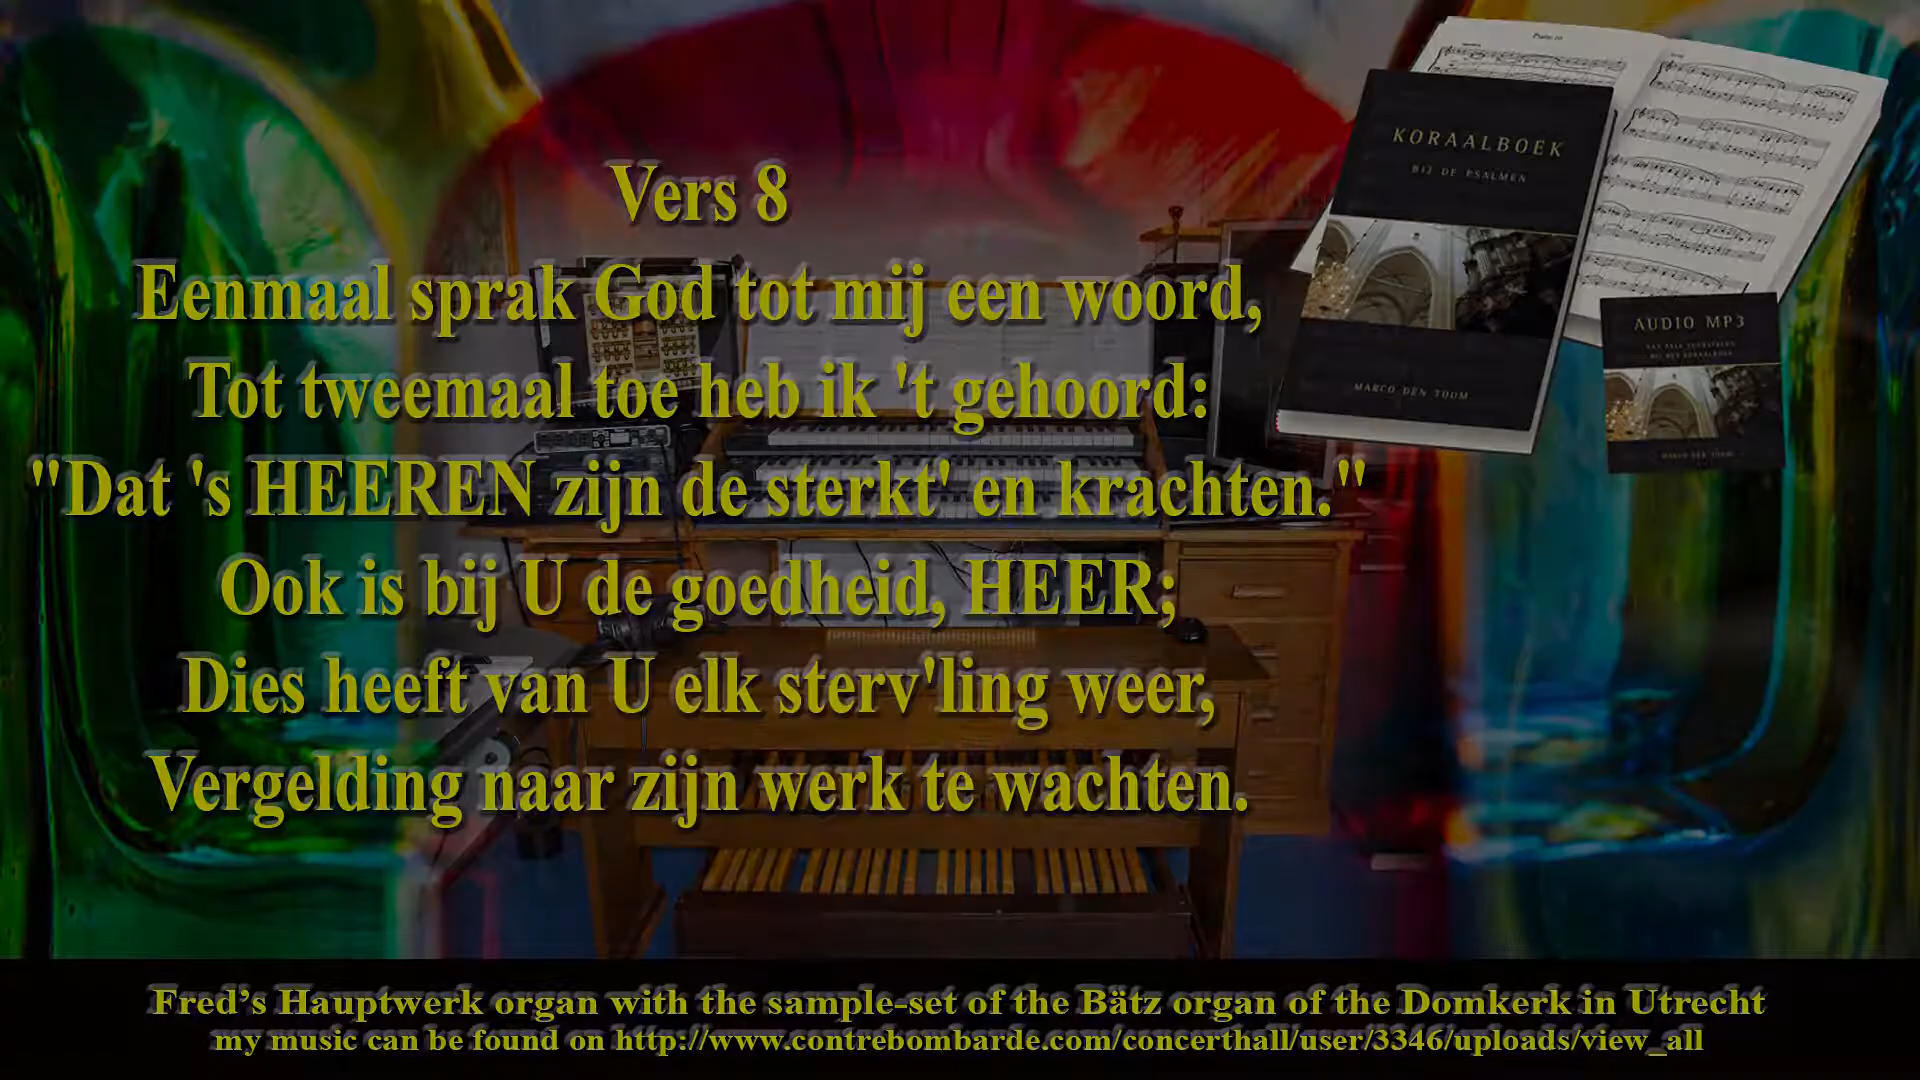 Vers 8
Eenmaal sprak God tot mij een woord,
Tot tweemaal toe heb ik 't gehoord:
"Dat 's HEEREN zijn de sterkt' en krachten."
Ook is bij U de goedheid, HEER;
Dies heeft van U elk sterv'ling weer,
Vergelding naar zijn werk te wachten.
KORAALBOEK
BIJ DE PSALMEN
MARCO DEN TOOM
AUDIO MP3
MARCO DEN TOOM
Fred’s Hauptwerk organ with the sample-set of the Bätz organ of the Domkerk in Utrecht
my music can be found on http://www.contrebombarde.com/concerthall/user/3346/uploads/view_all